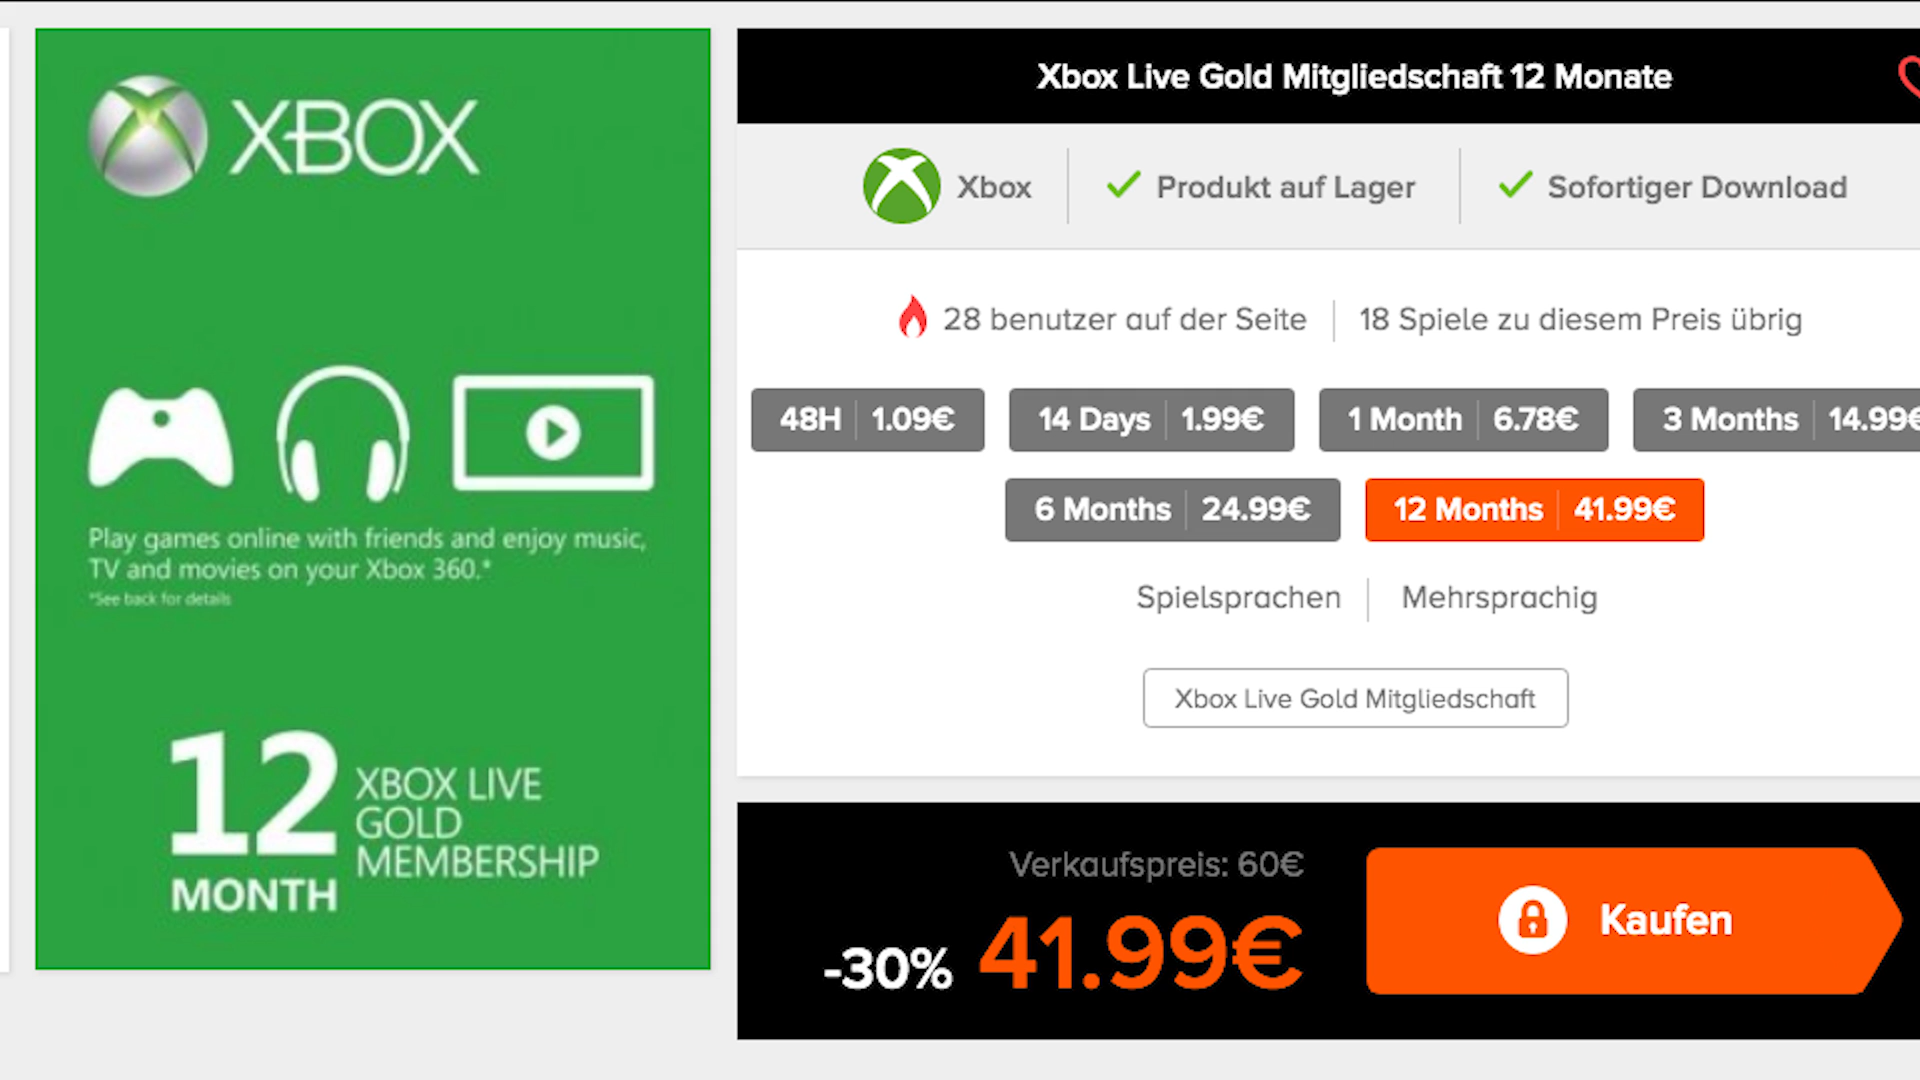 XBOX
Play games online with friends and enjoy music,
TV and movies on your Xbox 360.*
*See back for details
12
MONTH
XBOX LIVE
GOLD
MEMBERSHIP
Xbox Live Gold Mitgliedschaft 12 Monate
Xbox
Produkt auf Lager
Sofortiger Download
28 benutzer auf der Seite
18 Spiele zu diesem Preis übrig
48H 1.09€
14 Days 1.99€
1 Month 6.78€
3 Months 14.99€
6 Months 24.99€
12 Months 41.99€
Spielsprachen
Mehrsprachig
Xbox Live Gold Mitgliedschaft
Verkaufspreis: 60€
-30% 41.99€
Kaufen